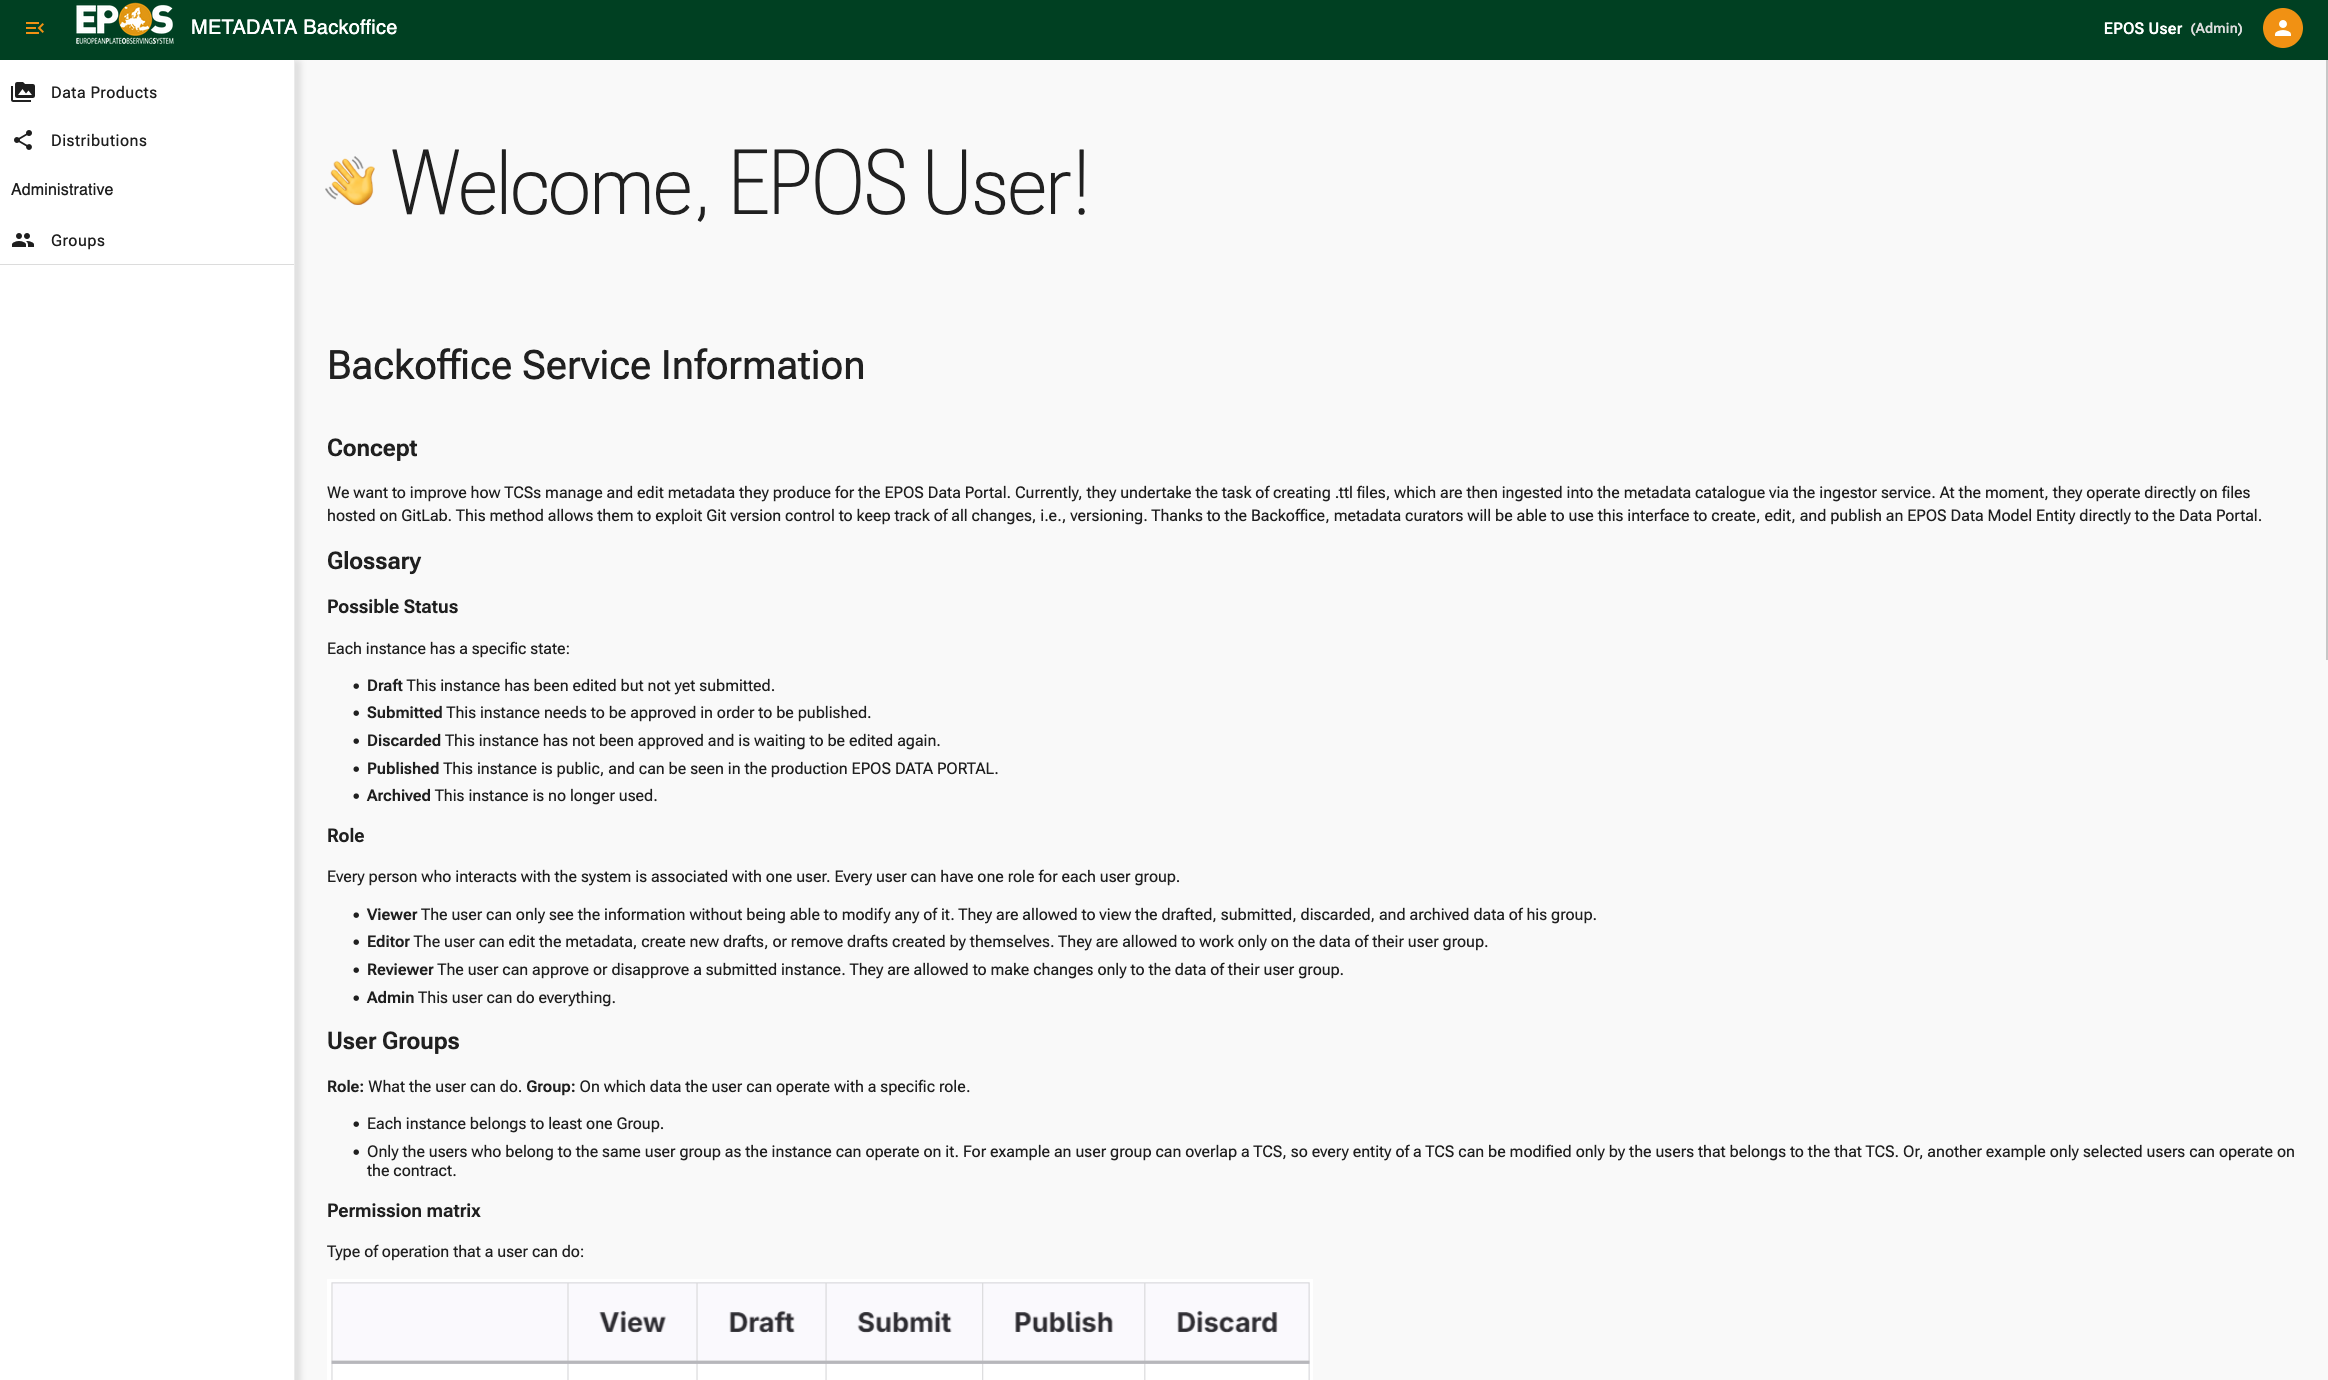 EPOS
EUROPEAN PLATE OBSERVING SYSTEM
METADATA Backoffice
EPOS User (Admin)
Data Products
Distributions
Administrative
Groups
Welcome, EPOS User!
Backoffice Service Information
Concept
We want to improve how TCSs manage and edit metadata they produce for the EPOS Data Portal. Currently, they undertake the task of creating .ttl files, which are then ingested into the metadata catalogue via the ingestor service. At the moment, they operate directly on files
hosted on GitLab. This method allows them to exploit Git version control to keep track of all changes, i.e., versioning. Thanks to the Backoffice, metadata curators will be able to use this interface to create, edit, and publish an EPOS Data Model Entity directly to the Data Portal.
Glossary
Possible Status
Each instance has a specific state:
• Draft This instance has been edited but not yet submitted.
• Submitted This instance needs to be approved in order to be published.
• Discarded This instance has not been approved and is waiting to be edited again.
• Published This instance is public, and can be seen in the production EPOS DATA PORTAL.
• Archived This instance is no longer used.
Role
Every person who interacts with the system is associated with one user. Every user can have one role for each user group.
• Viewer The user can only see the information without being able to modify any of it. They are allowed to view the drafted, submitted, discarded, and archived data of his group.
• Editor The user can edit the metadata, create new drafts, or remove drafts created by themselves. They are allowed to work only on the data of their user group.
• Reviewer The user can approve or disapprove a submitted instance. They are allowed to make changes only to the data of their user group.
• Admin This user can do everything.
User Groups
Role: What the user can do. Group: On which data the user can operate with a specific role.
• Each instance belongs to least one Group.
• Only the users who belong to the same user group as the instance can operate on it. For example an user group can overlap a TCS, so every entity of a TCS can be modified only by the users that belongs to the that TCS. Or, another example only selected users can operate on
the contract.
Permission matrix
Type of operation that a user can do:
View Draft Submit Publish Discard